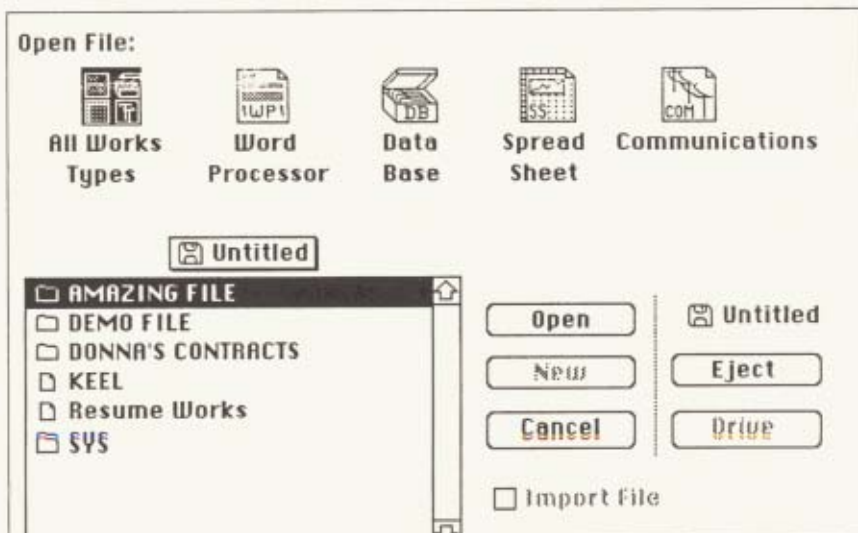 Open File:
WP DB SS COM
All Works Word Data Spread Communications
Types Processor Base Sheet
Untitled
AMAZING FILE
DEMO FILE
DONNA'S CONTRACTS
KEEL
Resume Works
SYS
Open Untitled
New Eject
Cancel Drive
Import File